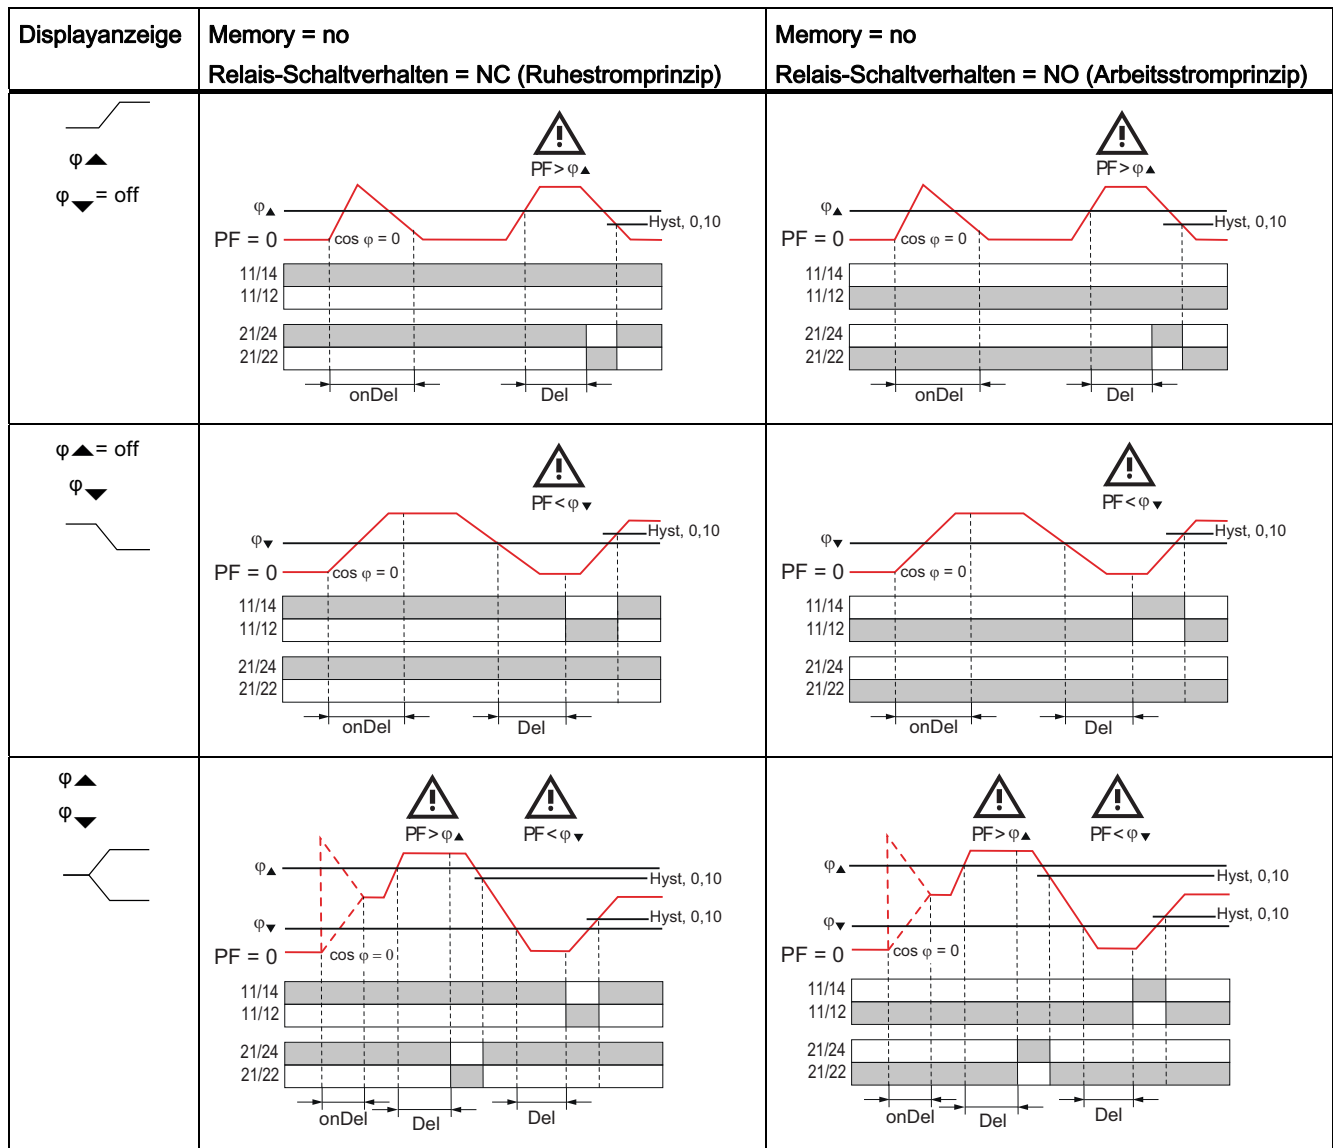 Displayanzeige
Memory = no
Relais-Schaltverhalten = NC (Ruhestromprinzip)
Memory = no
Relais-Schaltverhalten = NO (Arbeitsstromprinzip)
φ▲
φ▼ = off
PF > φ▲
φ▲
Hyst, 0,10
PF = 0
cos φ = 0
11/14
11/12
21/24
21/22
onDel
Del
PF > φ▲
φ▲
Hyst, 0,10
PF = 0
cos φ = 0
11/14
11/12
21/24
21/22
onDel
Del
φ▲ = off
φ▼
PF < φ▼
φ▼
Hyst, 0,10
PF = 0
cos φ = 0
11/14
11/12
21/24
21/22
onDel
Del
PF < φ▼
φ▼
Hyst, 0,10
PF = 0
cos φ = 0
11/14
11/12
21/24
21/22
onDel
Del
φ▲
φ▼
PF > φ▲
PF < φ▼
φ▲
Hyst, 0,10
Hyst, 0,10
φ▼
PF = 0
cos φ = 0
11/14
11/12
21/24
21/22
onDel
Del
Del
PF > φ▲
PF < φ▼
φ▲
Hyst, 0,10
Hyst, 0,10
φ▼
PF = 0
cos φ = 0
11/14
11/12
21/24
21/22
onDel
Del
Del